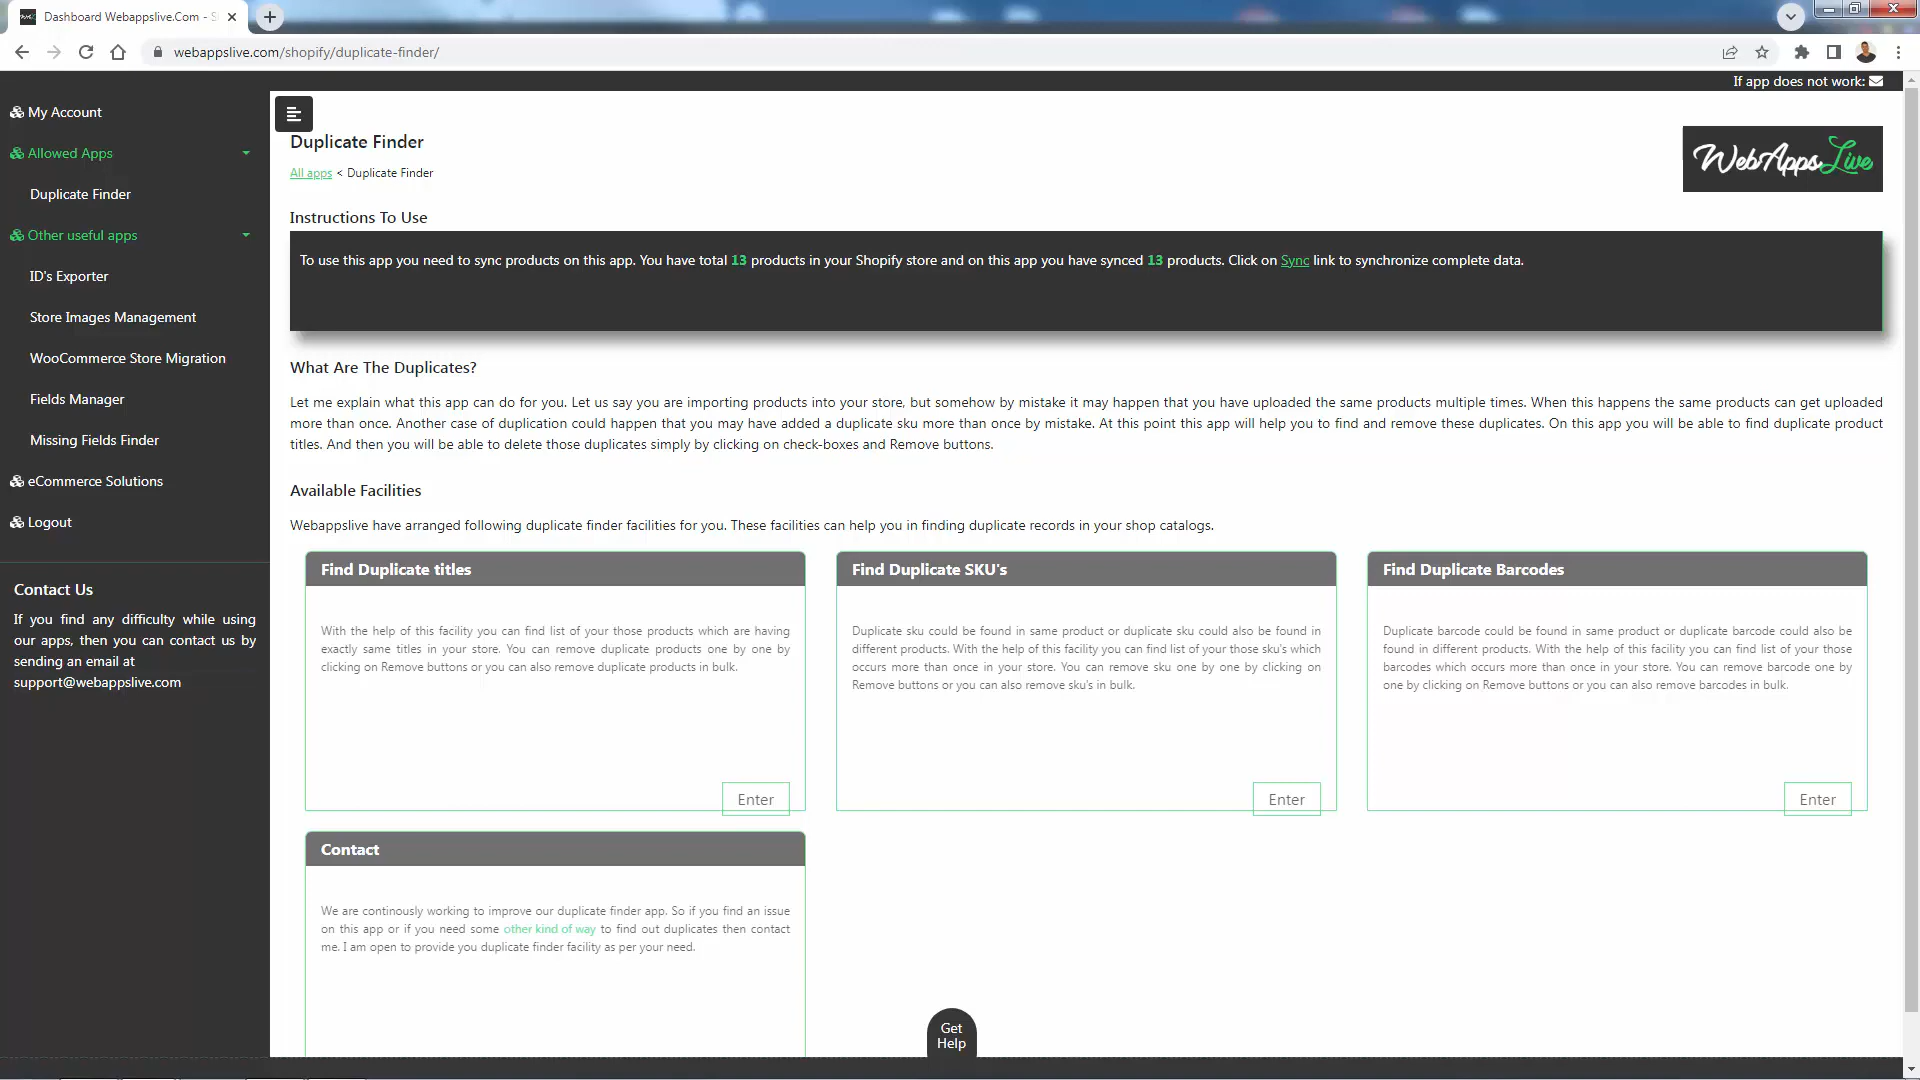 Dashboard Webappslive.Com - S
webappslive.com/shopify/duplicate-finder/
If app does not work:
My Account
Allowed Apps
Duplicate Finder
Other useful apps
ID's Exporter
Store Images Management
WooCommerce Store Migration
Fields Manager
Missing Fields Finder
eCommerce Solutions
Logout
Contact Us
If you find any difficulty while using
our apps, then you can contact us by
sending an email at
support@webappslive.com
Duplicate Finder
All apps < Duplicate Finder
WebAppsLive
Instructions To Use
To use this app you need to sync products on this app. You have total 13 products in your Shopify store and on this app you have synced 13 products. Click on Sync link to synchronize complete data.
What Are The Duplicates?
Let me explain what this app can do for you. Let us say you are importing products into your store, but somehow by mistake it may happen that you have uploaded the same products multiple times. When this happens the same products can get uploaded
more than once. Another case of duplication could happen that you may have added a duplicate sku more than once by mistake. At this point this app will help you to find and remove these duplicates. On this app you will be able to find duplicate product
titles. And then you will be able to delete those duplicates simply by clicking on check-boxes and Remove buttons.
Available Facilities
Webappslive have arranged following duplicate finder facilities for you. These facilities can help you in finding duplicate records in your shop catalogs.
Find Duplicate titles
With the help of this facility you can find list of your those products which are having
exactly same titles in your store. You can remove duplicate products one by one by
clicking on Remove buttons or you can also remove duplicate products in bulk.
Enter
Find Duplicate SKU's
Duplicate sku could be found in same product or duplicate sku could also be found in
different products. With the help of this facility you can find list of your those sku's which
occurs more than once in your store. You can remove sku one by one by clicking on
Remove buttons or you can also remove sku's in bulk.
Enter
Find Duplicate Barcodes
Duplicate barcode could be found in same product or duplicate barcode could also be
found in different products. With the help of this facility you can find list of your those
barcodes which occurs more than once in your store. You can remove barcode one by
one by clicking on Remove buttons or you can also remove barcodes in bulk.
Enter
Contact
We are continously working to improve our duplicate finder app. So if you find an issue
on this app or if you need some other kind of way to find out duplicates then contact
me. I am open to provide you duplicate finder facility as per your need.
Get
Help